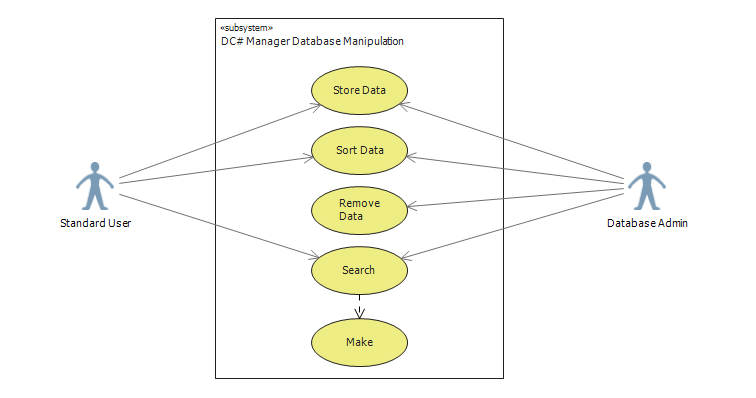 «subsystem»
DC# Manager Database Manipulation
Store Data
Sort Data
Remove
Data
Search
Make
Standard User
Database Admin